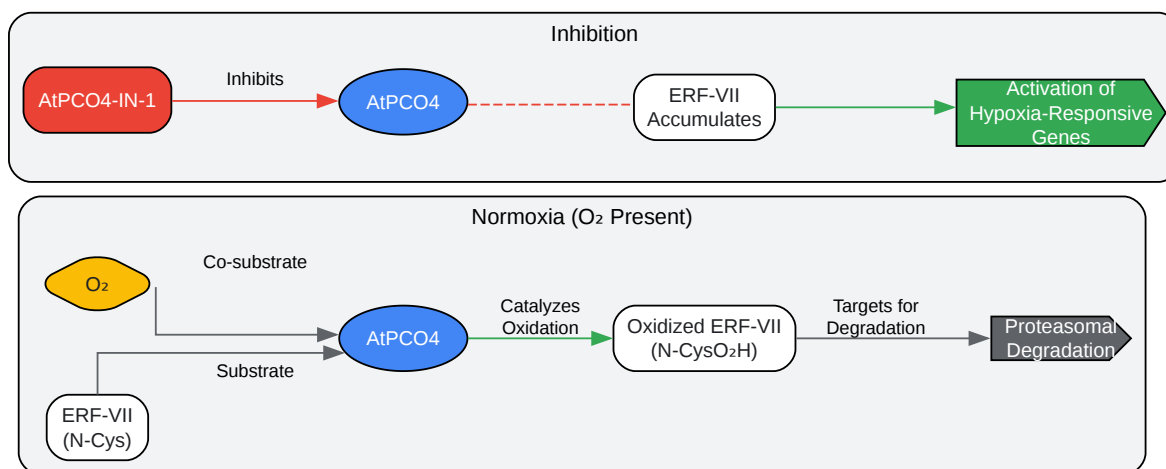 Inhibition
AtPCO4-IN-1
Inhibits
AtPCO4
ERF-VII
Accumulates
Activation of
Hypoxia-Responsive
Genes
Normoxia (O₂ Present)
O₂
Co-substrate
AtPCO4
Substrate
ERF-VII
(N-Cys)
Catalyzes
Oxidation
Oxidized ERF-VII
(N-CysO₂H)
Targets for
Degradation
Proteasomal
Degradation